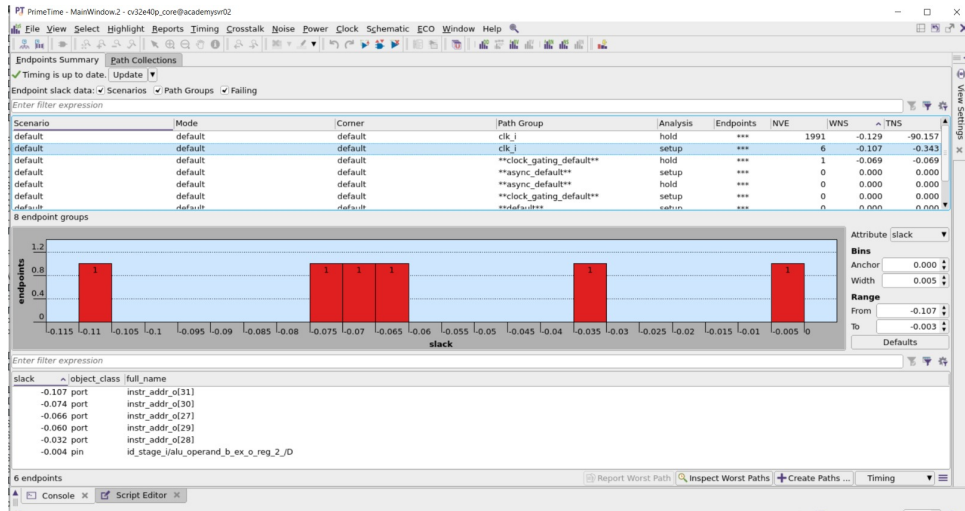 PT PrimeTime - MainWindow.2 - cv32e40p_core@academysvr02
File View Select Highlight Reports Timing Crosstalk Noise Power Clock Schematic ECO Window Help
Endpoints Summary Path Collections
Timing is up to date. Update
Endpoint slack data: Scenarios Path Groups Failing
Enter filter expression
Scenario Mode Corner Path Group Analysis Endpoints NVE WNS TNS
default default default clk_i hold *** 1991 -0.129 -90.157
default default default clk_i setup *** 6 -0.107 -0.343
default default default **clock_gating_default** hold *** 1 -0.069 -0.069
default default default **async_default** setup *** 0 0.000 0.000
default default default **async_default** hold *** 0 0.000 0.000
default default default **clock_gating_default** setup *** 0 0.000 0.000
default default default **default** setup *** 0 0.000 0.000
8 endpoint groups
View Settings
endpoints
1.2
0.8
0.4
0
1 1 1 1 1 1
-0.115 -0.11 -0.105 -0.1 -0.095 -0.09 -0.085 -0.08 -0.075 -0.07 -0.065 -0.06 -0.055 -0.05 -0.045 -0.04 -0.035 -0.03 -0.025 -0.02 -0.015 -0.01 -0.005 0
slack
Attribute slack
Bins
Anchor 0.000
Width 0.005
Range
From -0.107
To -0.003
Defaults
Enter filter expression
slack object_class full_name
-0.107 port instr_addr_o[31]
-0.074 port instr_addr_o[30]
-0.066 port instr_addr_o[27]
-0.060 port instr_addr_o[29]
-0.032 port instr_addr_o[28]
-0.004 pin id_stage_i/alu_operand_b_ex_o_reg_2_/D
6 endpoints Report Worst Path Inspect Worst Paths Create Paths ... Timing
Console Script Editor